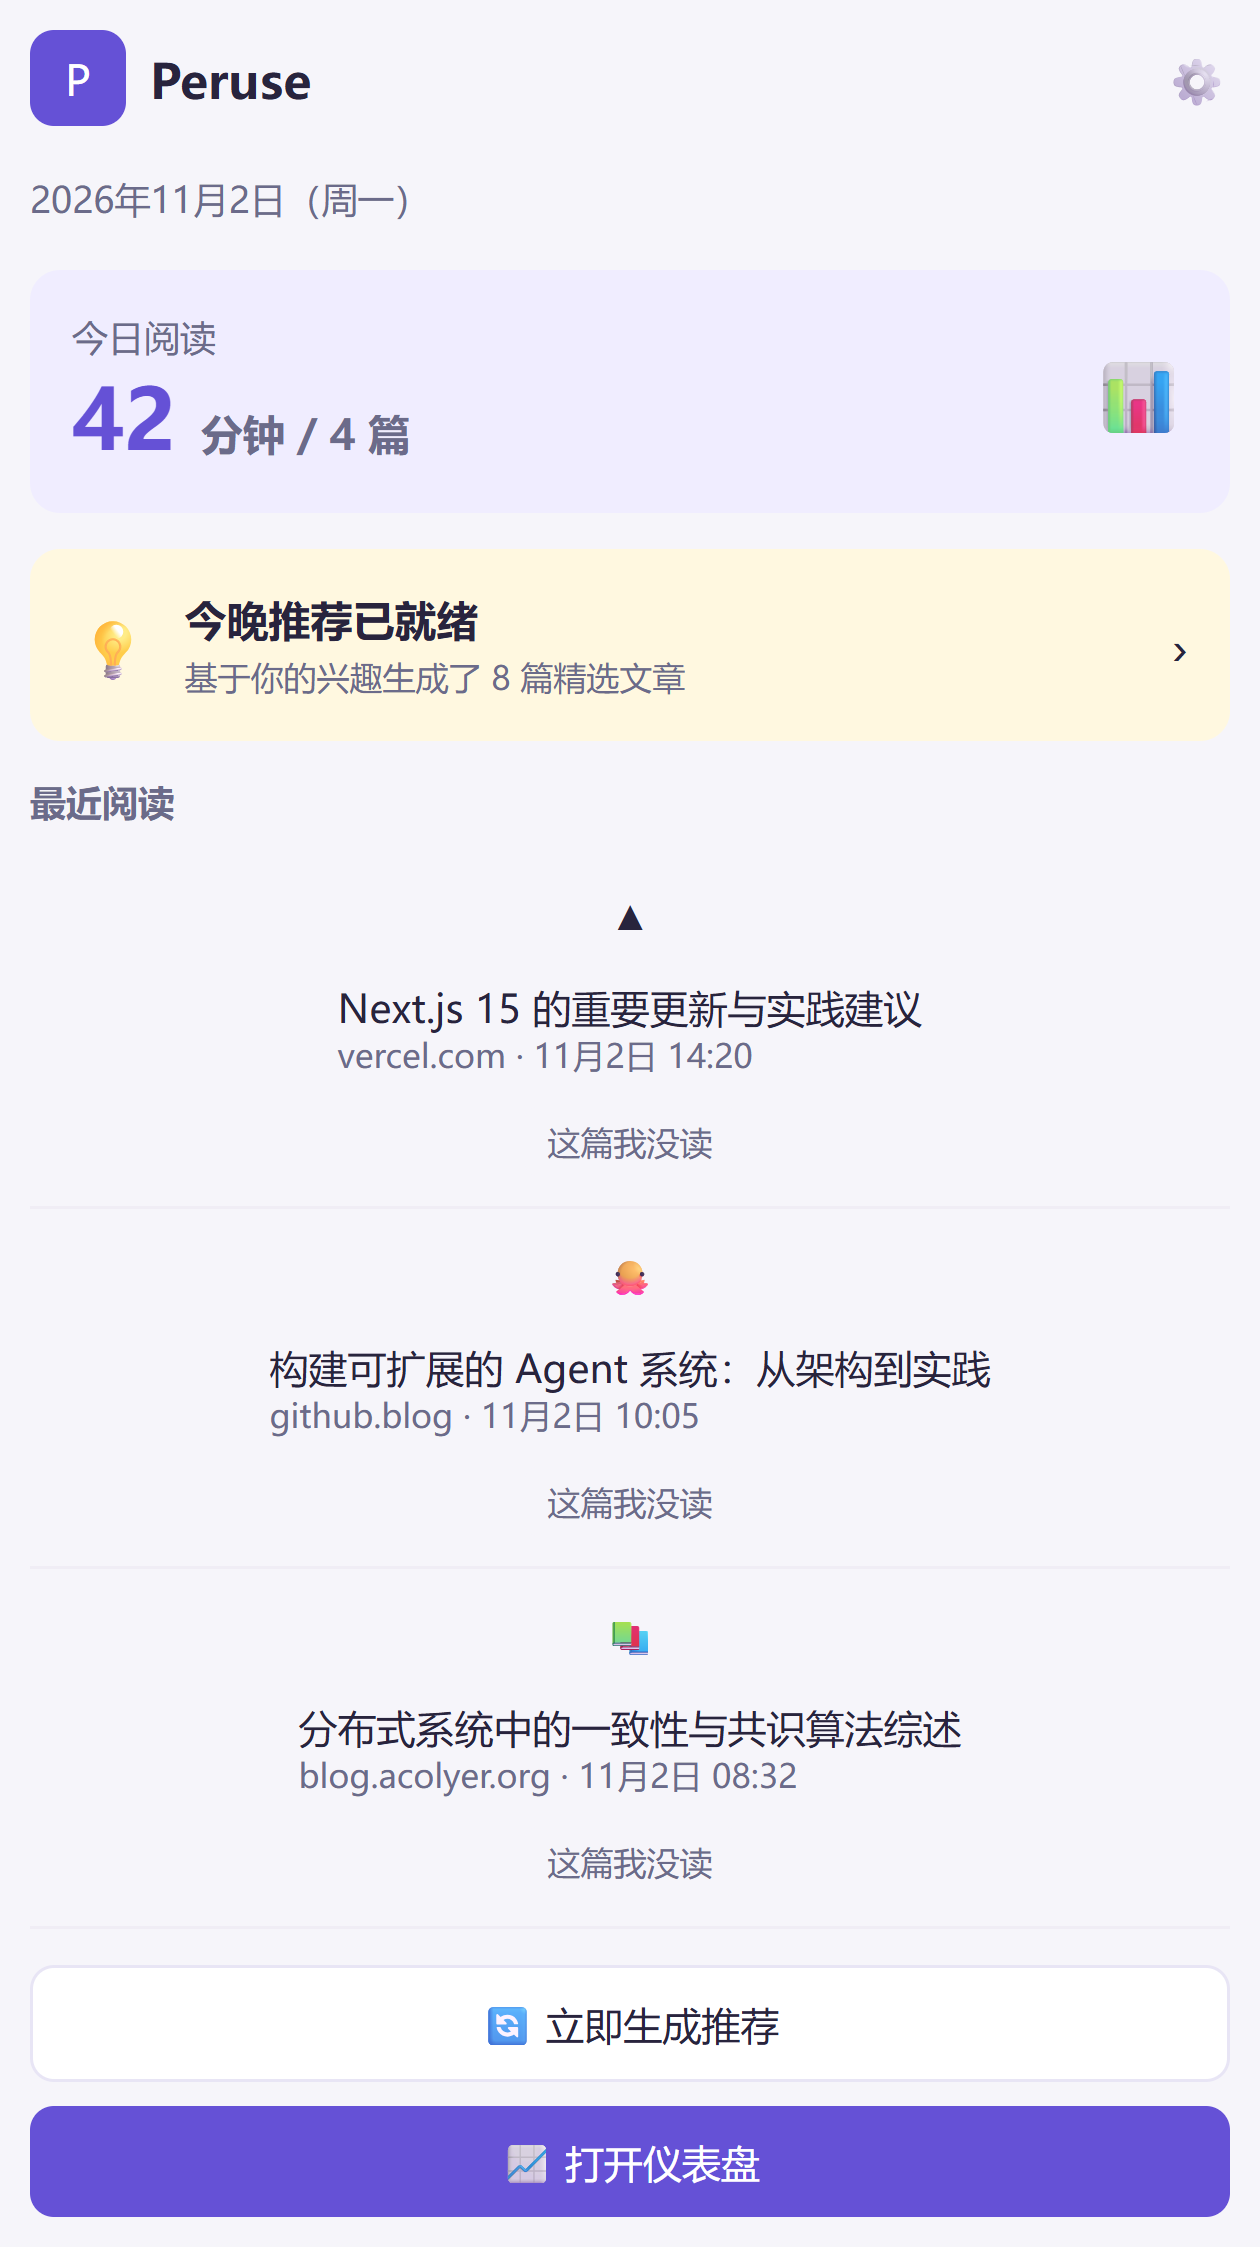 P
Peruse
2026年11月2日（周一）
今日阅读
42 分钟 / 4 篇
今晚推荐已就绪
基于你的兴趣生成了 8 篇精选文章
›
最近阅读
▲
Next.js 15 的重要更新与实践建议
vercel.com · 11月2日 14:20
这篇我没读
构建可扩展的 Agent 系统：从架构到实践
github.blog · 11月2日 10:05
这篇我没读
分布式系统中的一致性与共识算法综述
blog.acolyer.org · 11月2日 08:32
这篇我没读
立即生成推荐
打开仪表盘